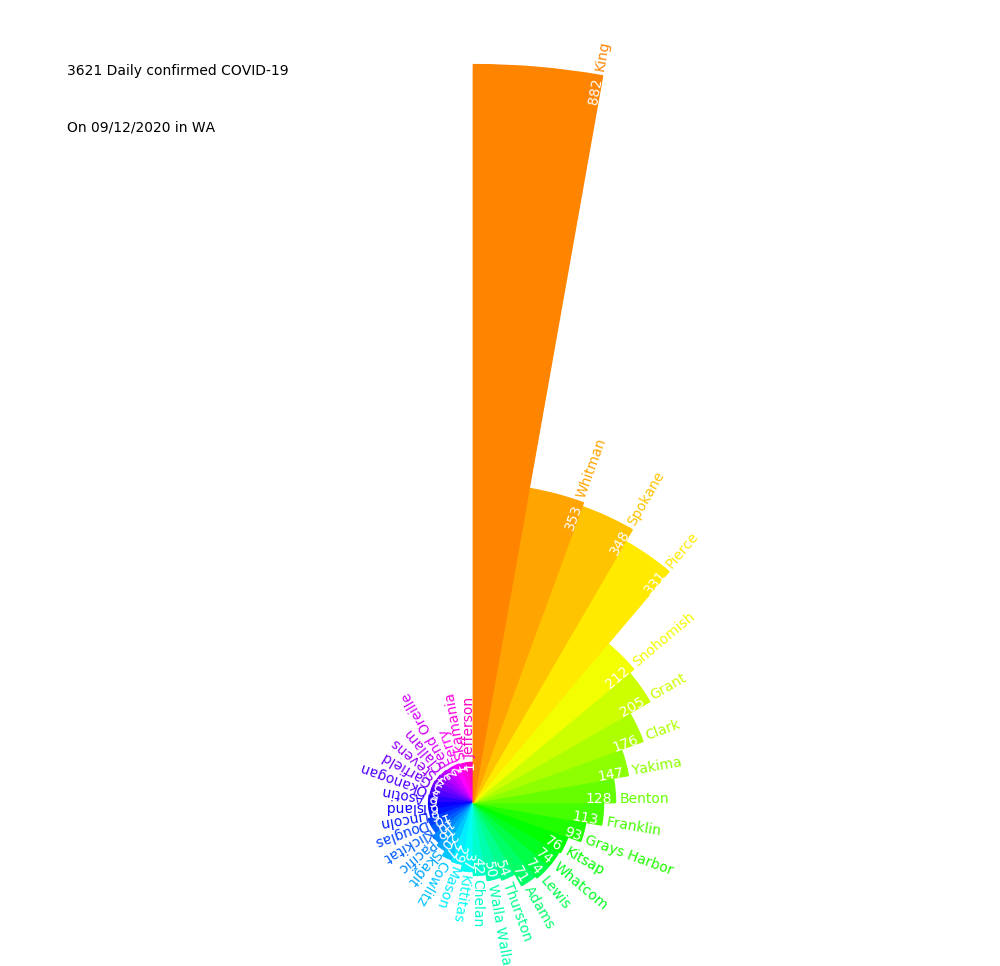 3621 Daily confirmed COVID-19
On 09/12/2020 in WA
King
882
Whitman
353
Spokane
348
Pierce
331
Snohomish
212
Grant
205
Clark
176
Yakima
147
Benton
128
Franklin
113
Grays Harbor
93
Kitsap
76
Whatcom
74
Lewis
74
Adams
71
Thurston
54
Walla Walla
50
Chelan
42
Kittitas
Mason
Cowlitz
Skagit
Pacific
Klickitat
Douglas
Lincoln
Island
Asotin
Okanogan
Garfield
Stevens
Clallam
Pend Oreille
Ferry
Skamania
Jefferson